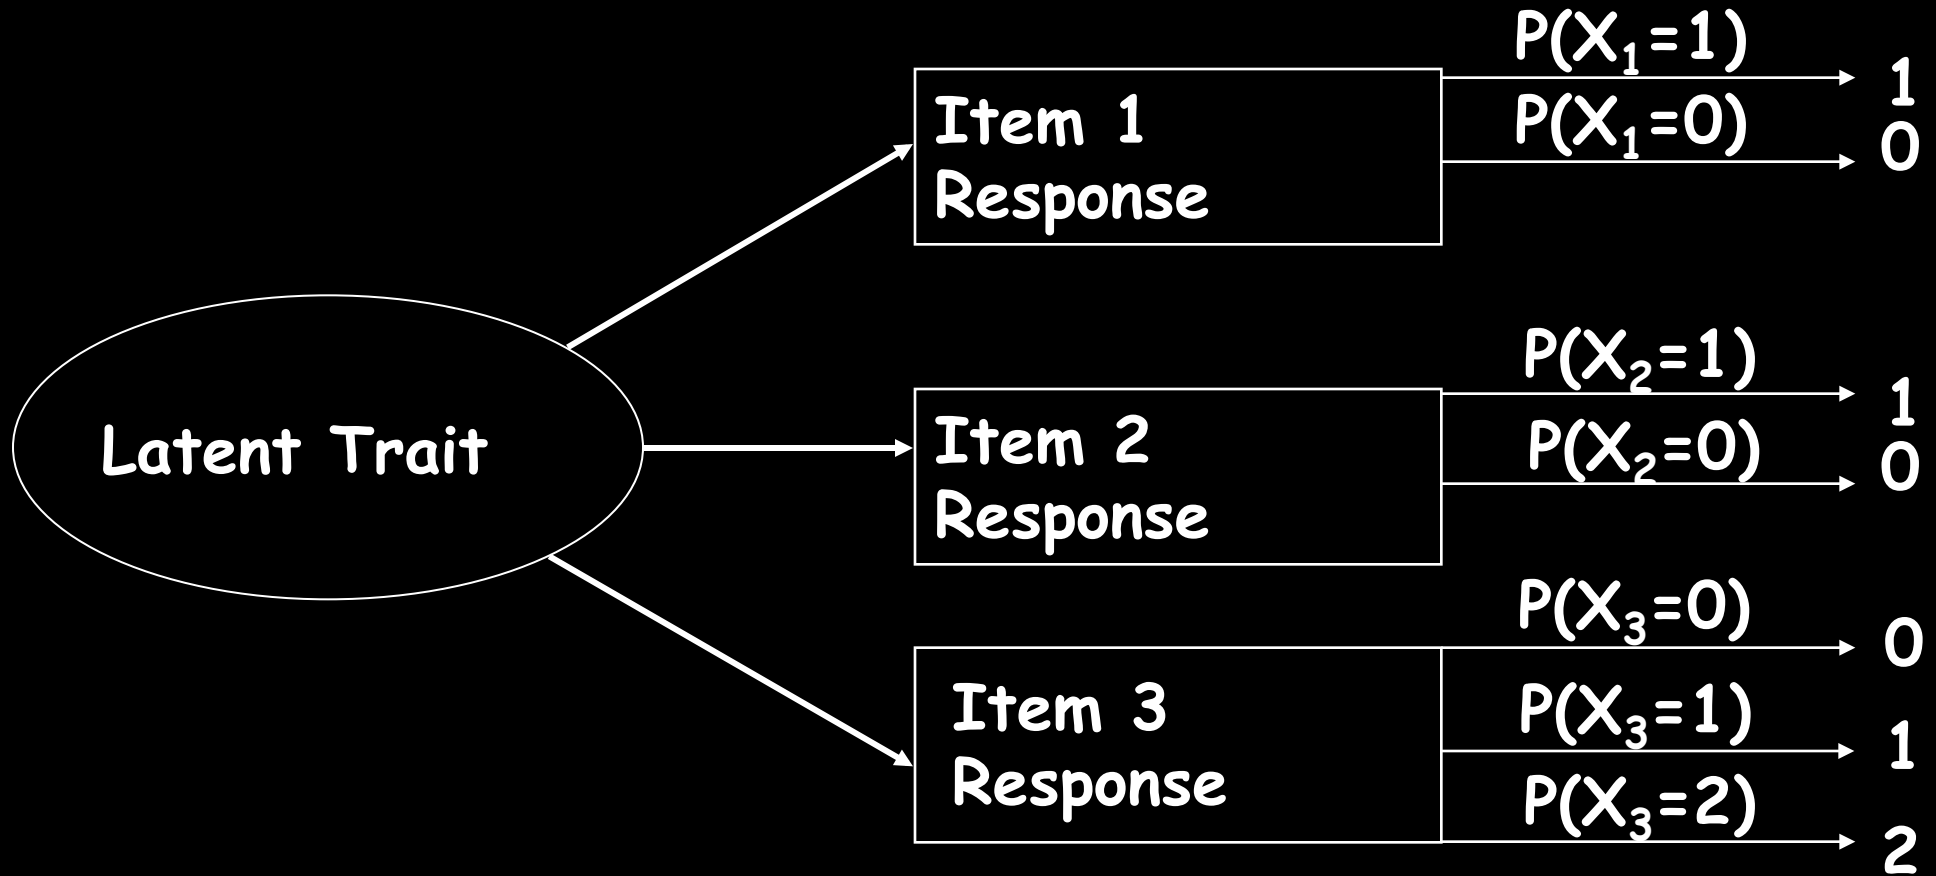 P(X₁=1)
1
Item 1
P(X₁=0)
0
Response
Latent Trait
P(X₂=1)
1
Item 2
P(X₂=0)
0
Response
P(X₃=0)
0
Item 3
P(X₃=1)
1
Response
P(X₃=2)
2